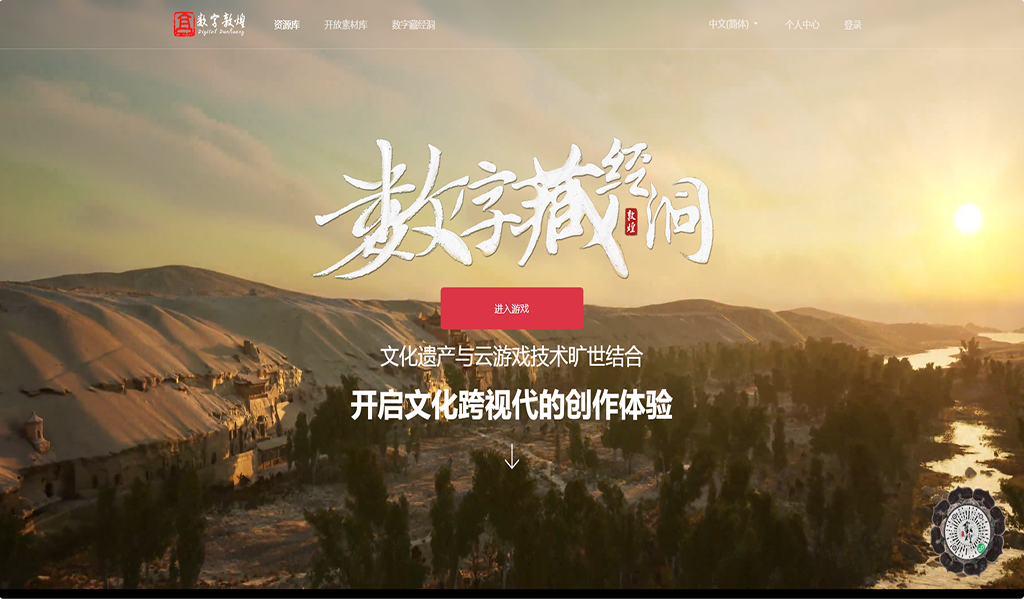 数字敦煌
Digital Dunhuang
资源库
开放素材库
数字藏经洞
中文(简体)
个人中心
登录
数字藏经洞
敦煌
进入游戏
文化遗产与云游戏技术旷世结合
开启文化跨视代的创作体验